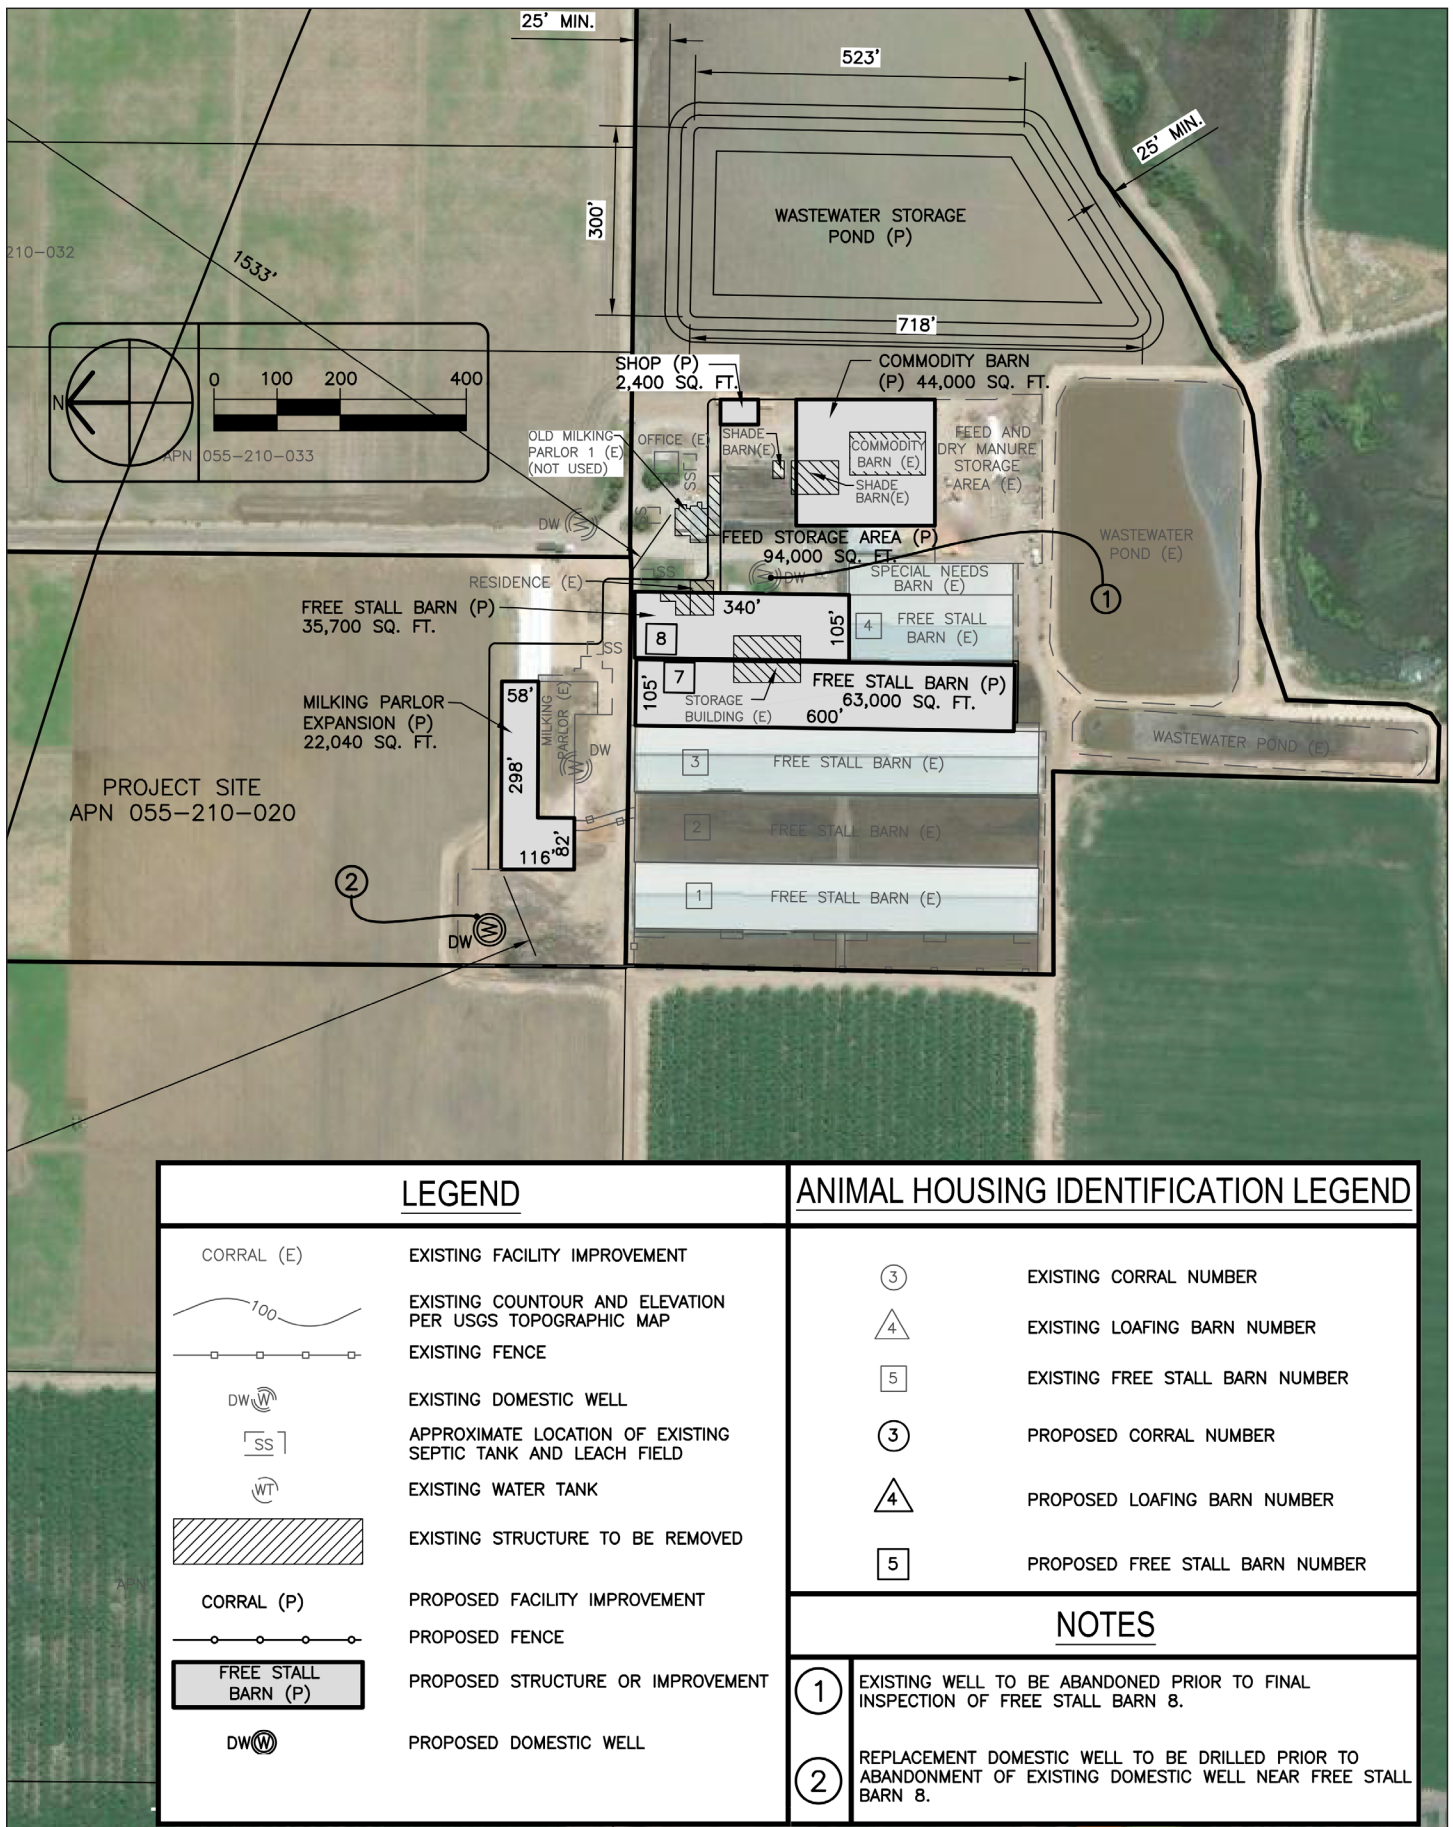 25' MIN.
523'
25' MIN.
300'
WASTEWATER STORAGE
POND (P)
210-032
1533'
718'
N
0 100 200 400
APN 055-210-033
SHOP (P)
2,400 SQ. FT.
COMMODITY BARN
(P) 44,000 SQ. FT.
OLD MILKING
PARLOR 1 (E)
(NOT USED)
OFFICE (E)
SS
SHADE
BARN(E)
COMMODITY
BARN (E)
SHADE
BARN(E)
FEED AND
DRY MANURE
STORAGE
AREA (E)
DW W
SS
FEED STORAGE AREA (P)
94,000 SQ. FT.
WASTEWATER
POND (E)
RESIDENCE (E)
SS
W DW
SPECIAL NEEDS
BARN (E)
1
FREE STALL BARN (P)
35,700 SQ. FT.
340'
105'
8
4
FREE STALL
BARN (E)
SS
MILKING PARLOR
EXPANSION (P)
22,040 SQ. FT.
58'
MILKING
PARLOR (E)
105'
7
STORAGE
BUILDING (E)
FREE STALL BARN (P)
63,000 SQ. FT.
600'
WASTEWATER POND (E)
DW
W
298'
3
FREE STALL BARN (E)
PROJECT SITE
APN 055-210-020
2
FREE STALL BARN (E)
116'
82'
2
1
FREE STALL BARN (E)
DW W
LEGEND
CORRAL (E)
EXISTING FACILITY IMPROVEMENT
100
EXISTING COUNTOUR AND ELEVATION
PER USGS TOPOGRAPHIC MAP
EXISTING FENCE
DW W
EXISTING DOMESTIC WELL
SS
APPROXIMATE LOCATION OF EXISTING
SEPTIC TANK AND LEACH FIELD
WT
EXISTING WATER TANK
EXISTING STRUCTURE TO BE REMOVED
CORRAL (P)
PROPOSED FACILITY IMPROVEMENT
PROPOSED FENCE
FREE STALL
BARN (P)
PROPOSED STRUCTURE OR IMPROVEMENT
DW W
PROPOSED DOMESTIC WELL
APN
ANIMAL HOUSING IDENTIFICATION LEGEND
3
EXISTING CORRAL NUMBER
4
EXISTING LOAFING BARN NUMBER
5
EXISTING FREE STALL BARN NUMBER
3
PROPOSED CORRAL NUMBER
4
PROPOSED LOAFING BARN NUMBER
5
PROPOSED FREE STALL BARN NUMBER
NOTES
1
EXISTING WELL TO BE ABANDONED PRIOR TO FINAL
INSPECTION OF FREE STALL BARN 8.
2
REPLACEMENT DOMESTIC WELL TO BE DRILLED PRIOR TO
ABANDONMENT OF EXISTING DOMESTIC WELL NEAR FREE STALL
BARN 8.